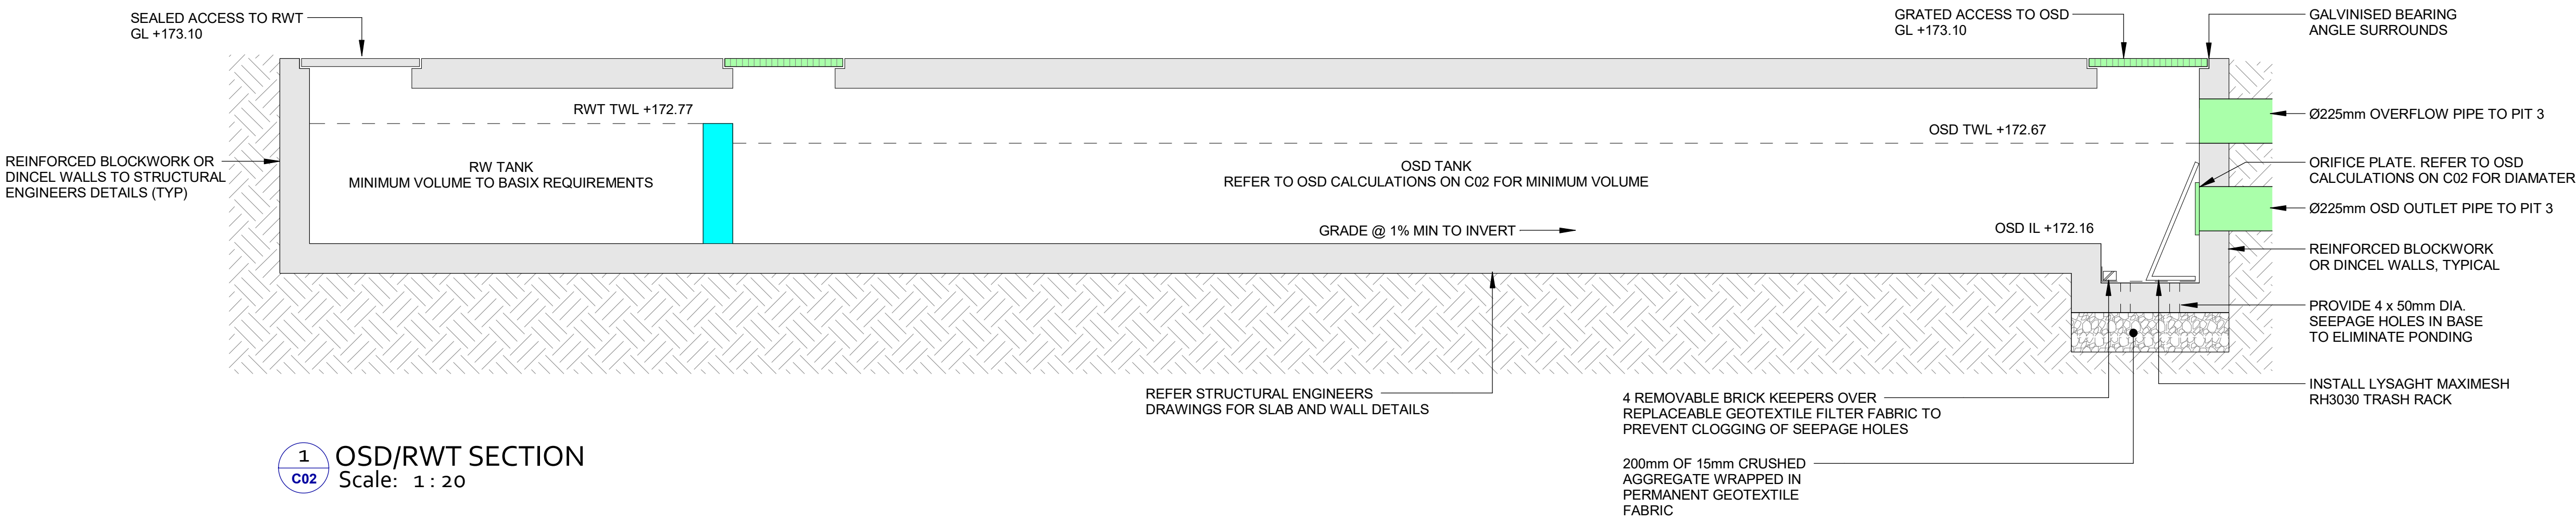 SEALED ACCESS TO RWT
GL +173.10
GRATED ACCESS TO OSD
GL +173.10
GALVINISED BEARING
ANGLE SURROUNDS
RWT TWL +172.77
Ø225mm OVERFLOW PIPE TO PIT 3
OSD TWL +172.67
REINFORCED BLOCKWORK OR
DINCEL WALLS TO STRUCTURAL
ENGINEERS DETAILS (TYP)
RW TANK
MINIMUM VOLUME TO BASIX REQUIREMENTS
OSD TANK
REFER TO OSD CALCULATIONS ON C02 FOR MINIMUM VOLUME
ORIFICE PLATE. REFER TO OSD
CALCULATIONS ON C02 FOR DIAMATER
Ø225mm OSD OUTLET PIPE TO PIT 3
GRADE @ 1% MIN TO INVERT
OSD IL +172.16
REINFORCED BLOCKWORK
OR DINCEL WALLS, TYPICAL
PROVIDE 4 x 50mm DIA.
SEEPAGE HOLES IN BASE
TO ELIMINATE PONDING
REFER STRUCTURAL ENGINEERS
DRAWINGS FOR SLAB AND WALL DETAILS
4 REMOVABLE BRICK KEEPERS OVER
REPLACEABLE GEOTEXTILE FILTER FABRIC TO
PREVENT CLOGGING OF SEEPAGE HOLES
INSTALL LYSAGHT MAXIMESH
RH3030 TRASH RACK
200mm OF 15mm CRUSHED
AGGREGATE WRAPPED IN
PERMANENT GEOTEXTILE
FABRIC
1
C02
OSD/RWT SECTION
Scale: 1 : 20